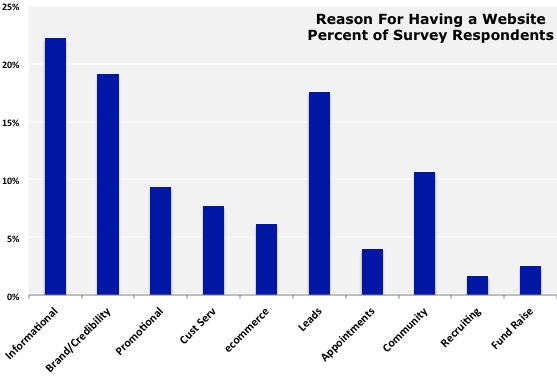 Reason For Having a Website
Percent of Survey Respondents
25%
20%
15%
10%
5%
0%
Informational
Brand/Credibility
Promotional
Cust Serv
ecommerce
Leads
Appointments
Community
Recruiting
Fund Raise